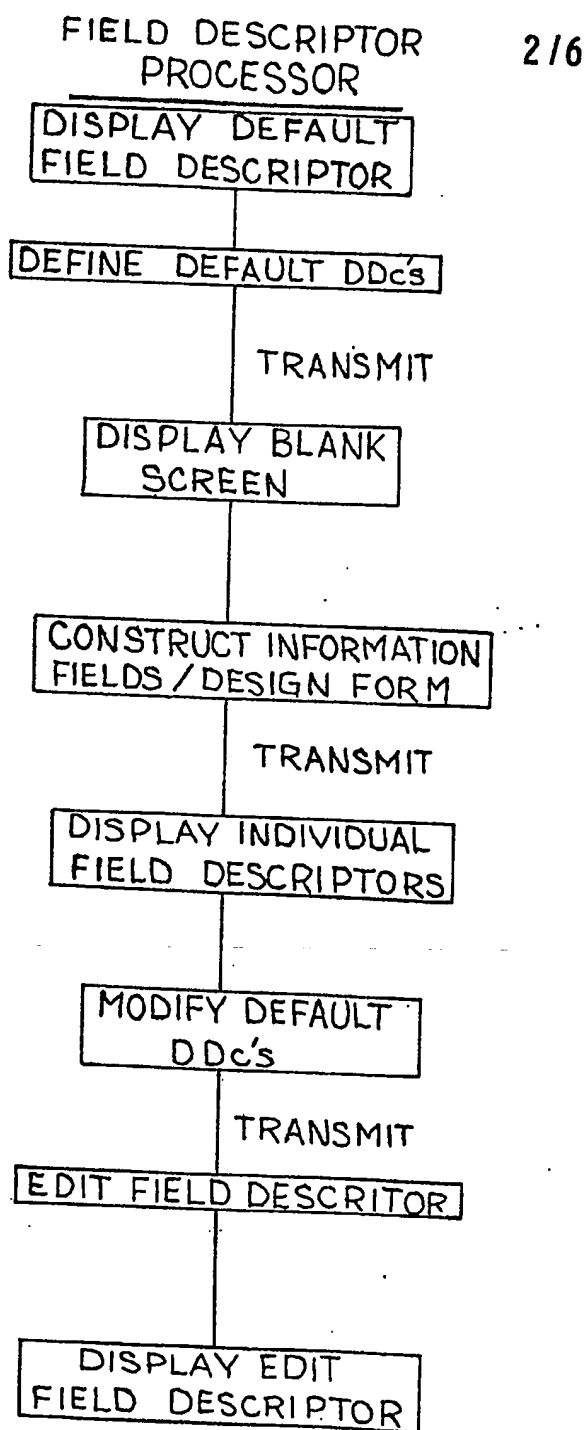 FIELD DESCRIPTOR
2/6
PROCESSOR
DISPLAY DEFAULT
FIELD DESCRIPTOR
DEFINE DEFAULT DDc's
TRANSMIT
DISPLAY BLANK
SCREEN
CONSTRUCT INFORMATION
FIELDS/DESIGN FORM
TRANSMIT
DISPLAY INDIVIDUAL
FIELD DESCRIPTORS
MODIFY DEFAULT
DDc's
TRANSMIT
EDIT FIELD DESCRITOR
DISPLAY EDIT
FIELD DESCRIPTOR